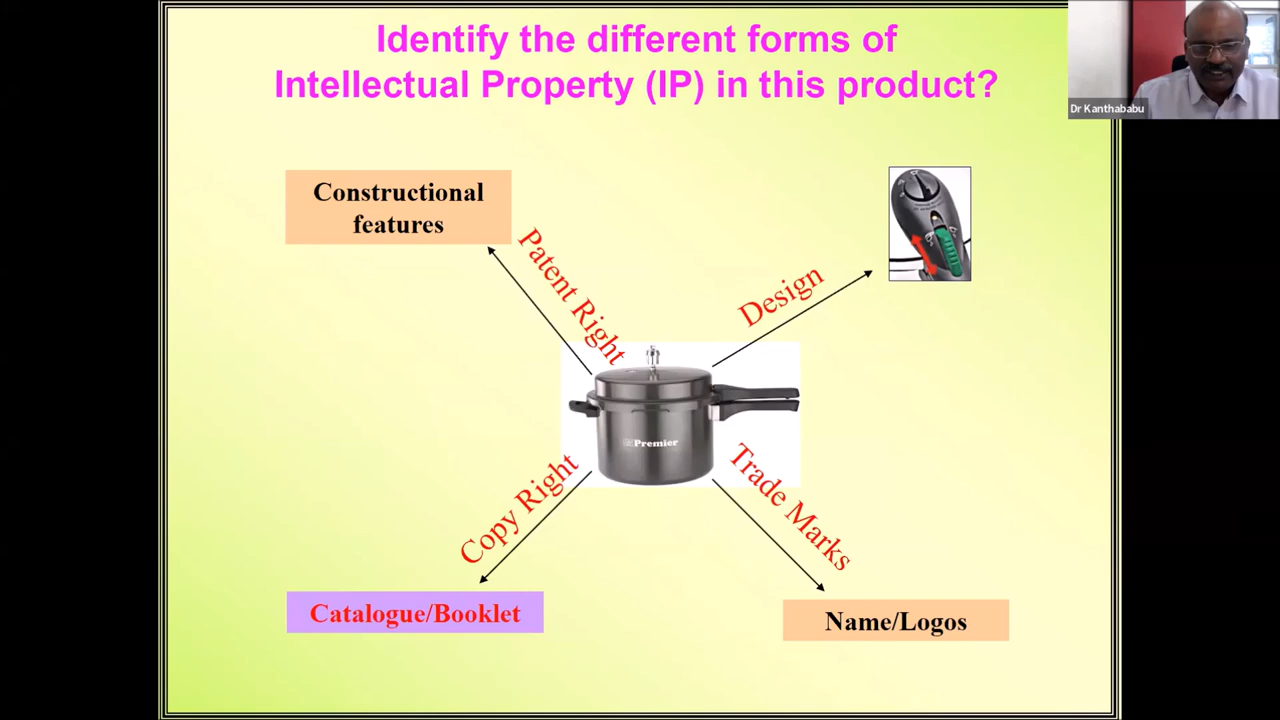 Identify the different forms of
Intellectual Property (IP) in this product?
Dr Kanthababu
Constructional
features
Patent Right
Design
Premier
Copy Right
Trade Marks
Catalogue/Booklet
Name/Logos